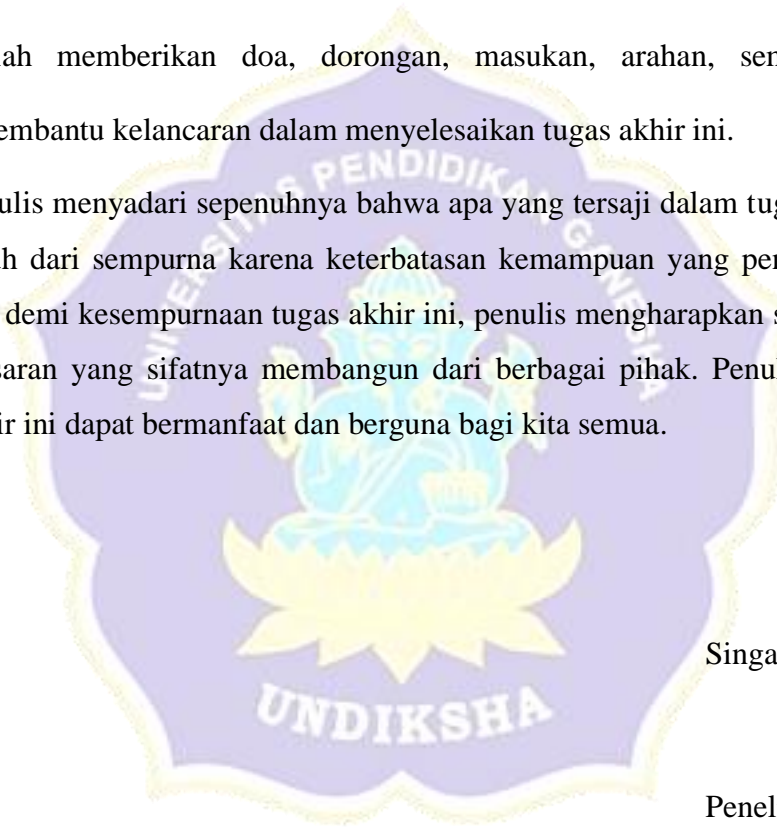 lah memberikan doa, dorongan, masukan, arahan, sem
embantu kelancaran dalam menyelesaikan tugas akhir ini.
ulis menyadari sepenuhnya bahwa apa yang tersaji dalam tug
h dari sempurna karena keterbatasan kemampuan yang pen
demi kesempurnaan tugas akhir ini, penulis mengharapkan s
saran yang sifatnya membangun dari berbagai pihak. Penul
ir ini dapat bermanfaat dan berguna bagi kita semua.
UNIVERSITAS PENDIDIKAN GANESHA
Singa
UNDIKSHA
Penel